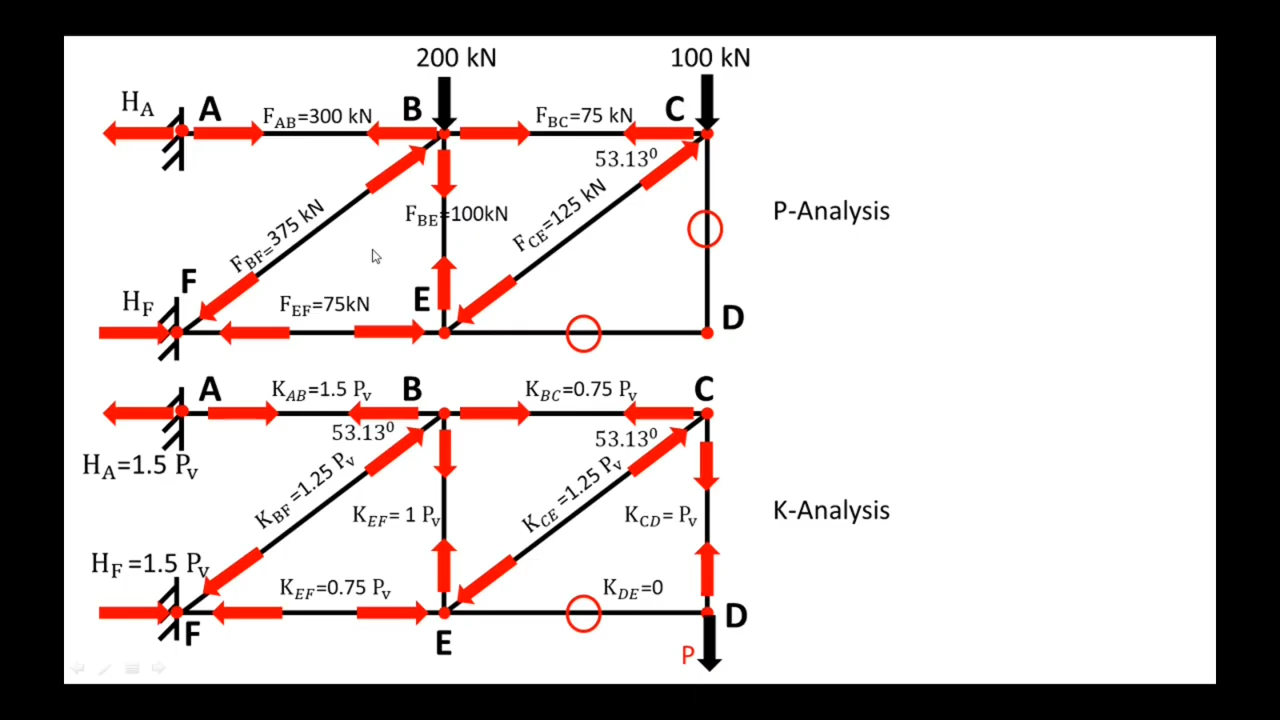 200 kN
100 kN
H_A
A
F_AB=300 kN
B
F_BC=75 kN
C
53.13⁰
P-Analysis
F_BF=375 kN
F_BE=100kN
F_CE=125 kN
F
H_F
F_EF=75kN
E
D
A
K_AB=1.5 P_v
B
K_BC=0.75 P_v
C
53.13⁰
53.13⁰
H_A=1.5 P_v
K_BF =1.25 P_v
K_EF= 1 P_v
K_CE =1.25 P_v
K_CD= P_v
K-Analysis
H_F =1.5 P_v
K_EF=0.75 P_v
K_DE=0
F
E
D
P